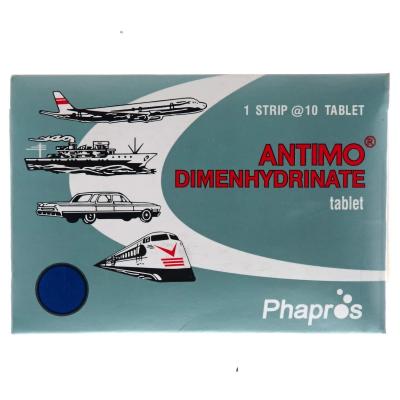 1 STRIP @ 10 TABLET
ANTIMO®
DIMENHYDRINATE
tablet
Phapros